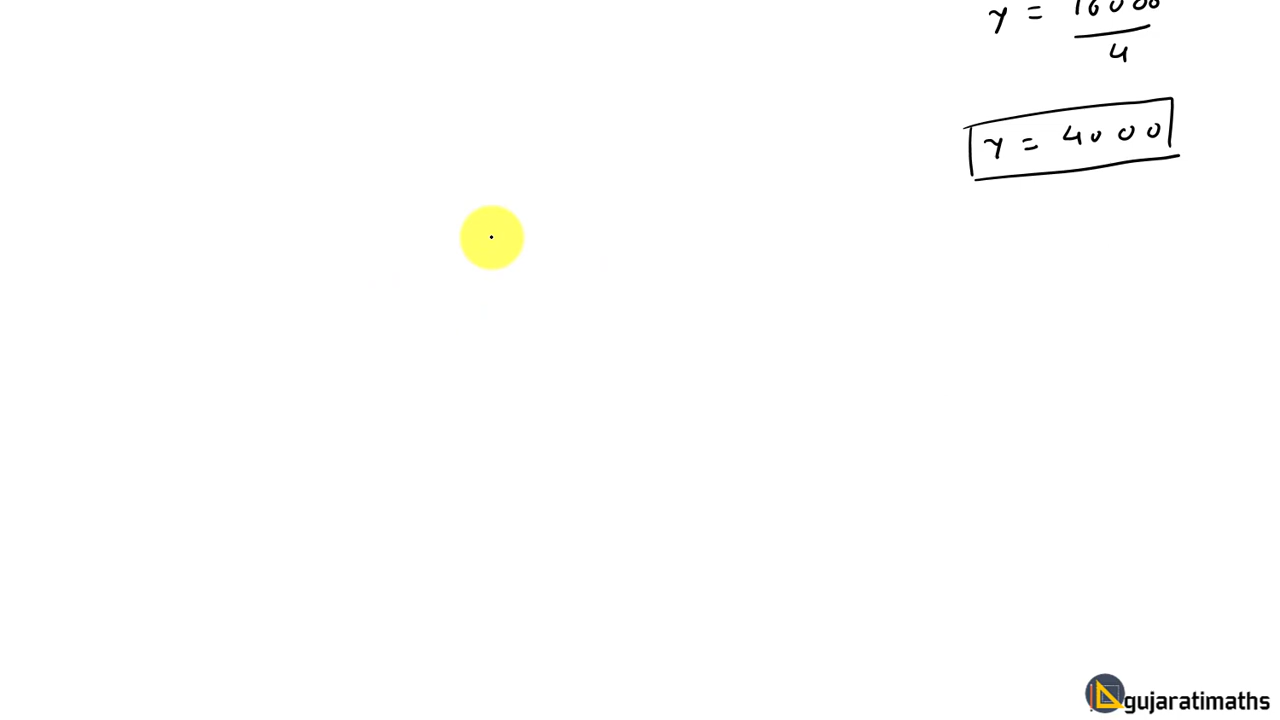 y = 16000
4
y = 4000
gujaratimaths